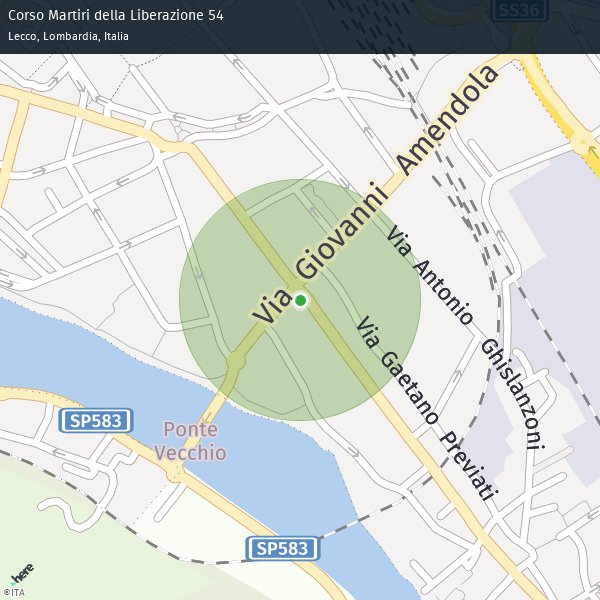 Corso Martiri della Liberazione 54
Lecco, Lombardia, Italia
SS36
Via Giovanni Amendola
Via Antonio Ghislanzoni
Via Gaetano Previati
SP583
Ponte
Vecchio
SP583
here
©ITA